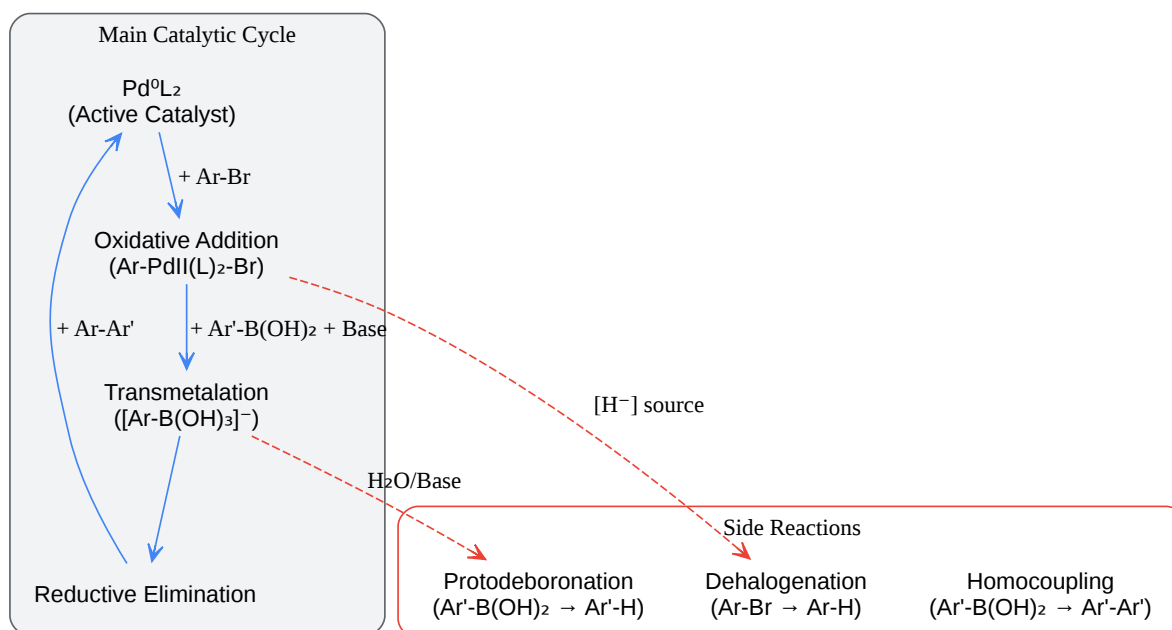 Main Catalytic Cycle
Pd⁰L₂
(Active Catalyst)
+ Ar-Br
Oxidative Addition
(Ar-PdII(L)₂-Br)
+ Ar-Ar'
+ Ar'-B(OH)₂ + Base
Transmetalation
([Ar-B(OH)₃]⁻)
[H⁻] source
H₂O/Base
Reductive Elimination
Side Reactions
Protodeboronation
(Ar'-B(OH)₂ → Ar'-H)
Dehalogenation
(Ar-Br → Ar-H)
Homocoupling
(Ar'-B(OH)₂ → Ar'-Ar')